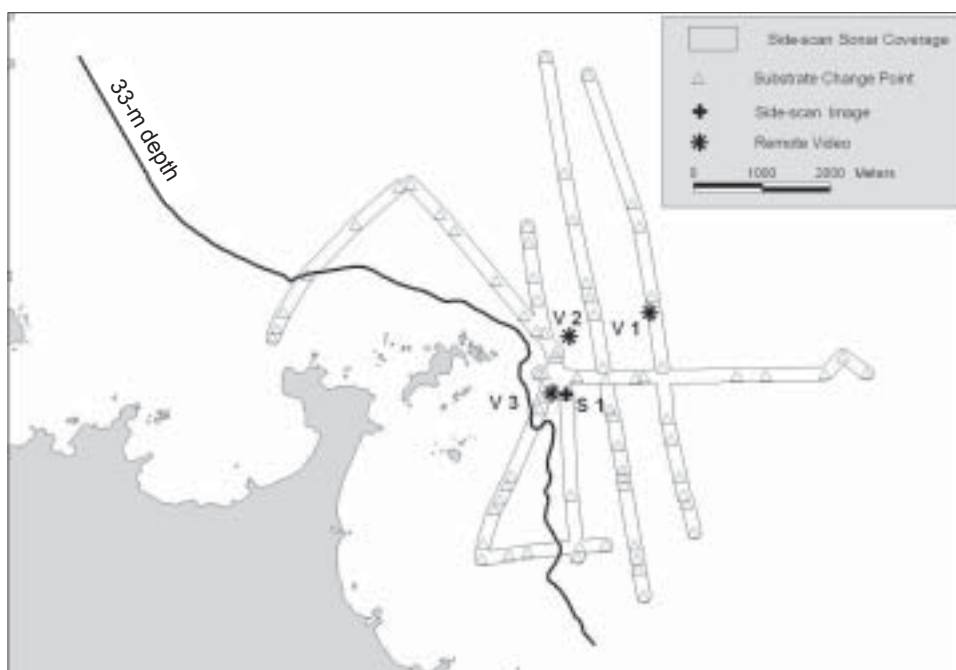 33-m depth
Side-scan Sonar Coverage
Substrate Change Point
Side-scan Image
Remote Video
0 1000 2000 Meters
V 2
V 1
V 3
S 1